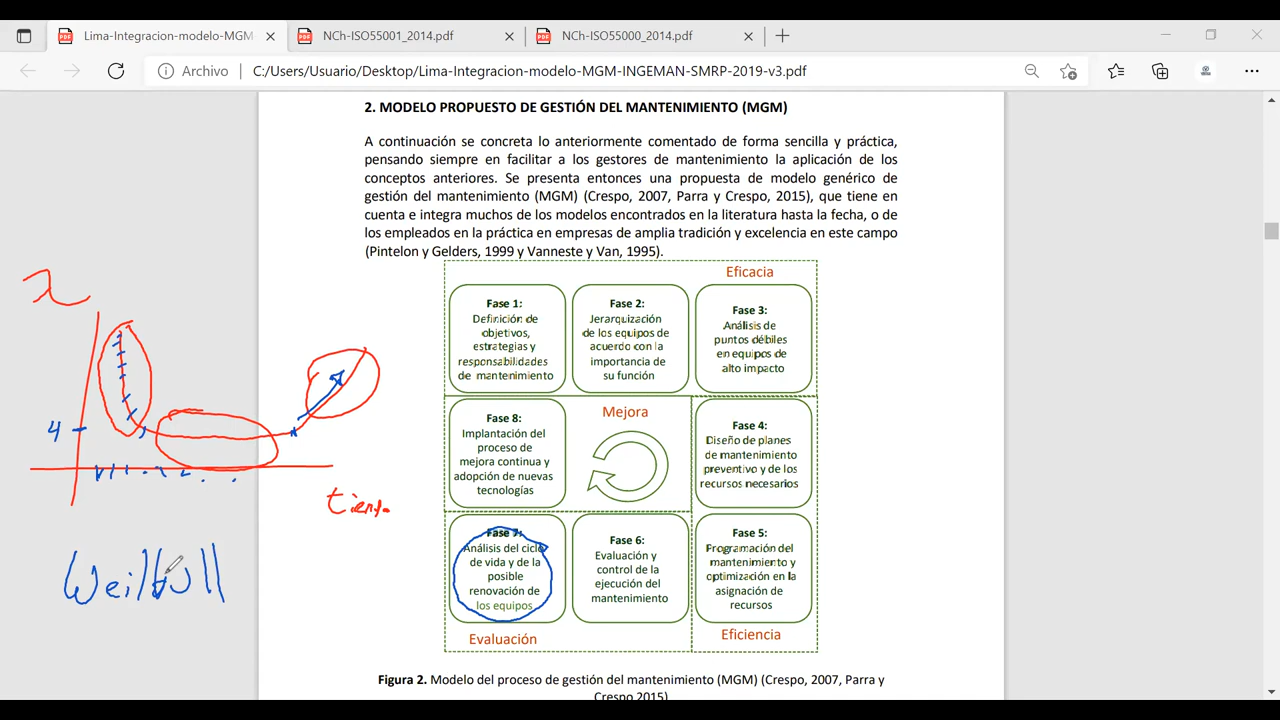 Lima-Integracion-modelo-MGM
NCh-ISO55001_2014.pdf
NCh-ISO55000_2014.pdf
Archivo
C:/Users/Usuario/Desktop/Lima-Integracion-modelo-MGM-INGEMAN-SMRP-2019-v3.pdf
2. MODELO PROPUESTO DE GESTIÓN DEL MANTENIMIENTO (MGM)
A continuación se concreta lo anteriormente comentado de forma sencilla y práctica,
pensando siempre en facilitar a los gestores de mantenimiento la aplicación de los
conceptos anteriores. Se presenta entonces una propuesta de modelo genérico de
gestión del mantenimiento (MGM) (Crespo, 2007, Parra y Crespo, 2015), que tiene en
cuenta e integra muchos de los modelos encontrados en la literatura hasta la fecha, o de
los empleados en la práctica en empresas de amplia tradición y excelencia en este campo
(Pintelon y Gelders, 1999 y Vanneste y Van, 1995).
Eficacia
Fase 1:
Definición de
objetivos,
estrategias y
responsabilidades
de mantenimiento
Fase 2:
Jerarquización
de los equipos de
acuerdo con la
importancia de
su función
Fase 3:
Análisis de
puntos débiles
en equipos de
alto impacto
Fase 8:
Implantación del
proceso de
mejora continua y
adopción de nuevas
tecnologías
Mejora
Fase 4:
Diseño de planes
de mantenimiento
preventivo y de los
recursos necesarios
Fase 7:
Análisis del ciclo
de vida y de la
posible
renovación de
los equipos
Fase 6:
Evaluación y
control de la
ejecución del
mantenimiento
Fase 5:
Programación del
mantenimiento y
optimización en la
asignación de
recursos
Evaluación
Eficiencia
Figura 2. Modelo del proceso de gestión del mantenimiento (MGM) (Crespo, 2007, Parra y
Crespo 2015)
λ
4
tiempo
Weilbull